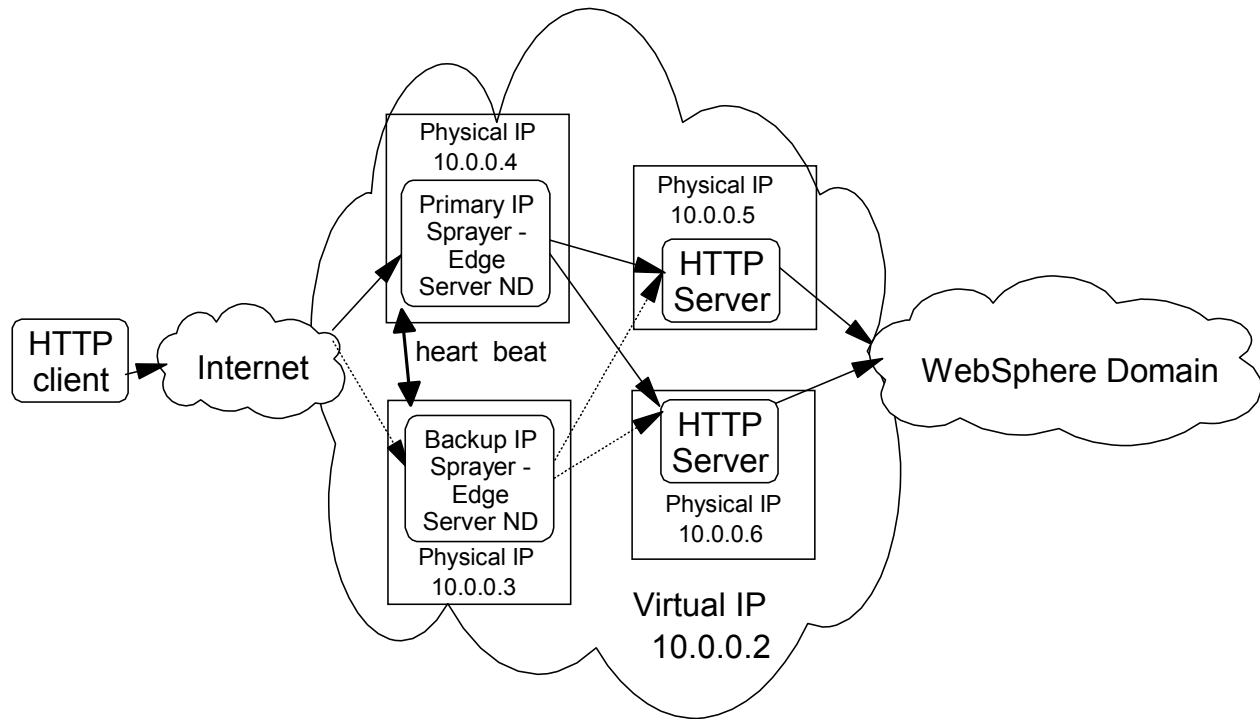 HTTP
client
Internet
Physical IP
10.0.0.4
Primary IP
Sprayer -
Edge
Server ND
heart beat
Backup IP
Sprayer -
Edge
Server ND
Physical IP
10.0.0.3
Physical IP
10.0.0.5
HTTP
Server
HTTP
Server
Physical IP
10.0.0.6
Virtual IP
10.0.0.2
WebSphere Domain